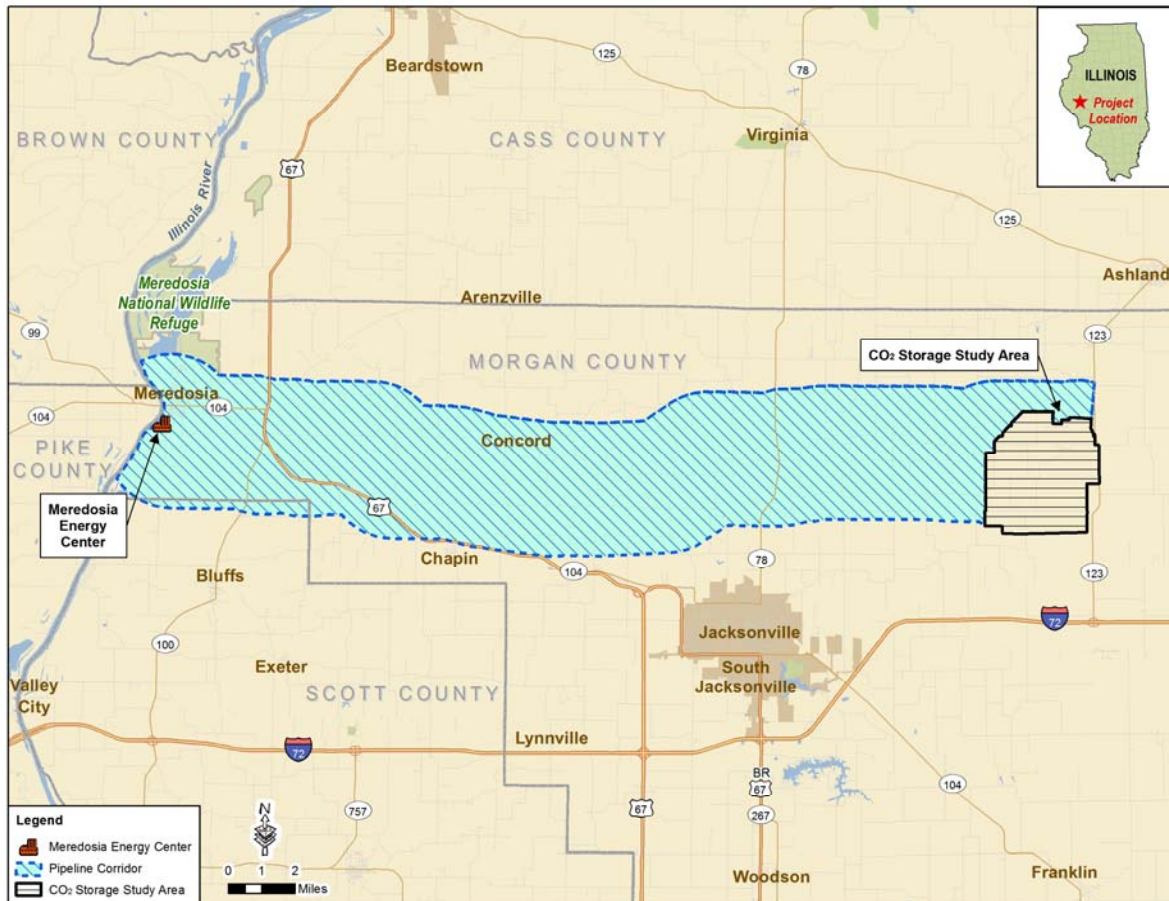 Beardstown
125
78
ILLINOIS
Project
Location
BROWN COUNTY
CASS COUNTY
Virginia
67
Illinois River
125
Ashland
Meredosia
National Wildlife
Refuge
Arenzville
99
123
MORGAN COUNTY
CO2 Storage Study Area
Meredosia
104
104
Concord
PIKE
COUNTY
67
Meredosia
Energy
Center
Chapin
104
78
123
Bluffs
72
100
Jacksonville
Exeter
South
Jacksonville
Valley
City
SCOTT COUNTY
Lynnville
72
BR
67
104
757
67
267
Legend
Meredosia Energy Center
Pipeline Corridor
CO2 Storage Study Area
N
0 1 2
Miles
Woodson
Franklin